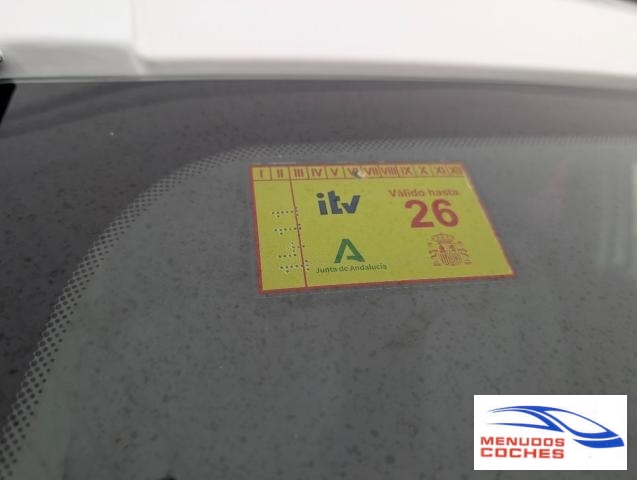 I II III IV V VI VII VIII IX X XI XII
itv
Válido hasta
26
Junta de Andalucía
MENUDOS
COCHES